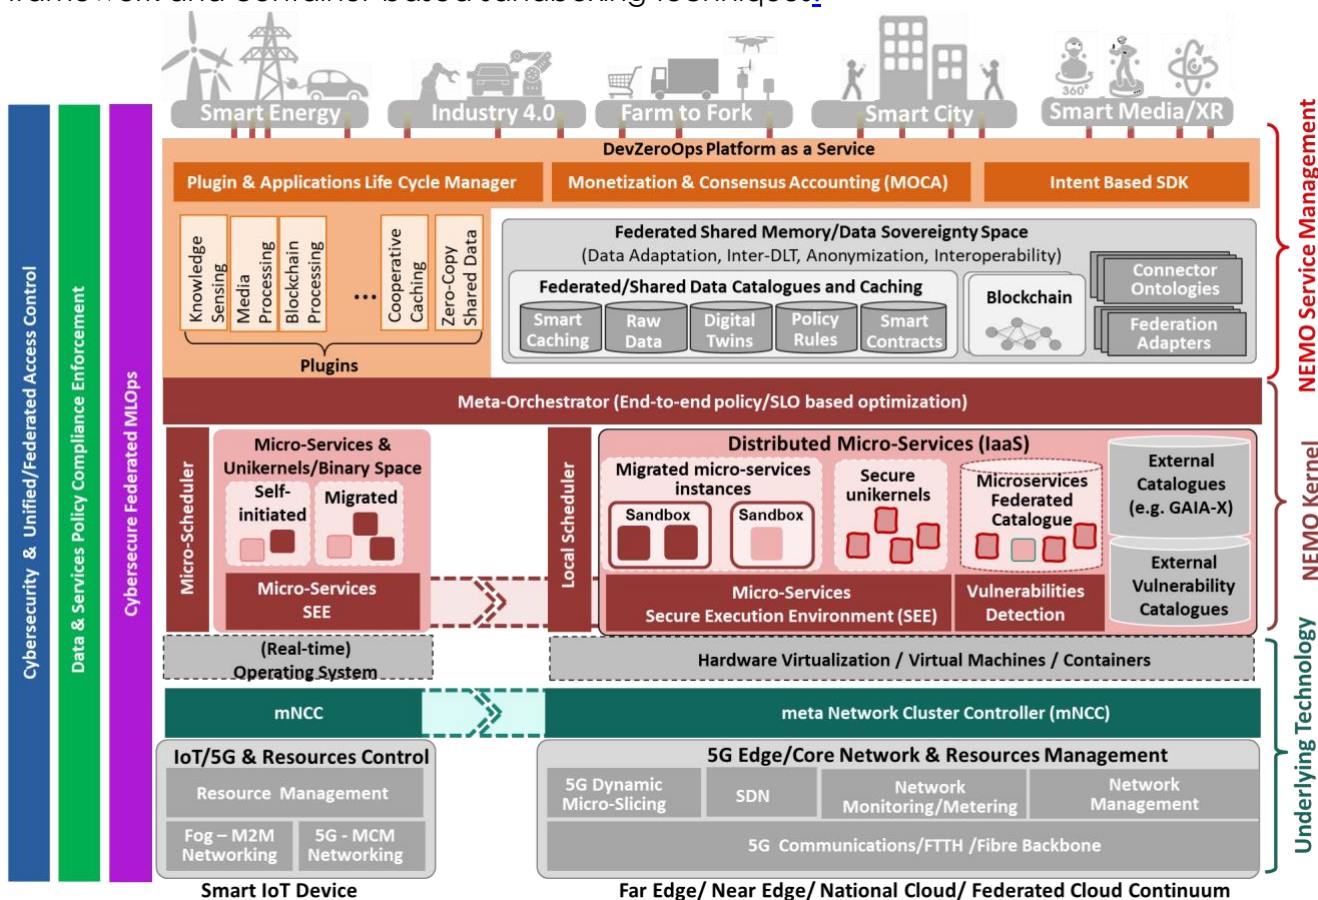 framework and container-based sandboxing techniques.
360°
Smart Energy
Industry 4.0
Farm to Fork
Smart City
Smart Media/XR
DevZeroOps Platform as a Service
Plugin & Applications Life Cycle Manager
Monetization & Consensus Accounting (MOCA)
Intent Based SDK
Knowledge
Sensing
Media
Processing
Blockchain
Processing
...
Cooperative
Caching
Zero-Copy
Shared Data
Plugins
Federated Shared Memory/Data Sovereignty Space
(Data Adaptation, Inter-DLT, Anonymization, Interoperability)
Federated/Shared Data Catalogues and Caching
Smart
Caching
Raw
Data
Digital
Twins
Policy
Rules
Smart
Contracts
Blockchain
Connector
Ontologies
Federation
Adapters
Meta-Orchestrator (End-to-end policy/SLO based optimization)
Micro-Scheduler
Micro-Services &
Unikernels/Binary Space
Self-
initiated
Migrated
Micro-Services
SEE
Local Scheduler
Distributed Micro-Services (IaaS)
Migrated micro-services
instances
Sandbox
Sandbox
Secure
unikernels
Microservices
Federated
Catalogue
External
Catalogues
(e.g. GAIA-X)
External
Vulnerability
Catalogues
Micro-Services
Secure Execution Environment (SEE)
Vulnerabilities
Detection
(Real-time)
Operating System
Hardware Virtualization / Virtual Machines / Containers
mNCC
meta Network Cluster Controller (mNCC)
IoT/5G & Resources Control
Resource Management
Fog – M2M
Networking
5G - MCM
Networking
5G Edge/Core Network & Resources Management
5G Dynamic
Micro-Slicing
SDN
Network
Monitoring/Metering
Network
Management
5G Communications/FTTH /Fibre Backbone
Smart IoT Device
Far Edge/ Near Edge/ National Cloud/ Federated Cloud Continuum
Cybersecurity & Unified/Federated Access Control
Data & Services Policy Compliance Enforcement
Cybersecure Federated MLOps
NEMO Service Management
NEMO Kernel
Underlying Technology